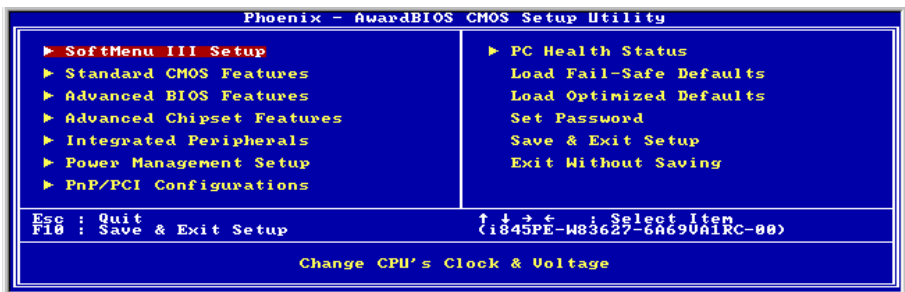 Phoenix - AwardBIOS CMOS Setup Utility
▶ SoftMenu III Setup
▶ Standard CMOS Features
▶ Advanced BIOS Features
▶ Advanced Chipset Features
▶ Integrated Peripherals
▶ Power Management Setup
▶ PnP/PCI Configurations
▶ PC Health Status
Load Fail-Safe Defaults
Load Optimized Defaults
Set Password
Save & Exit Setup
Exit Without Saving
Esc : Quit
F10 : Save & Exit Setup
↑ ↓ → ← : Select Item
(i845PE-W83627-6A69VA1RC-00)
Change CPU's Clock & Voltage